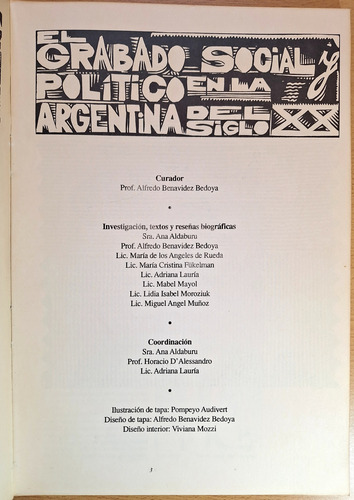 EL
GRABADO SOCIAL y
POLÍTICO EN LA
ARGENTINA DEL SIGLO XX
Curador
Prof. Alfredo Benavidez Bedoya
•
Investigación, textos y reseñas biográficas
Sra. Ana Aldaburu
Prof. Alfredo Benavidez Bedoya
Lic. María de los Angeles de Rueda
Lic. María Cristina Fükelman
Lic. Adriana Lauría
Lic. Mabel Mayol
Lic. Lidia Isabel Moroziuk
Lic. Miguel Angel Muñoz
•
Coordinación
Sra. Ana Aldaburu
Prof. Horacio D'Alessandro
Lic. Adriana Lauría
•
Ilustración de tapa: Pompeyo Audivert
Diseño de tapa: Alfredo Benavidez Bedoya
Diseño interior: Viviana Mozzi